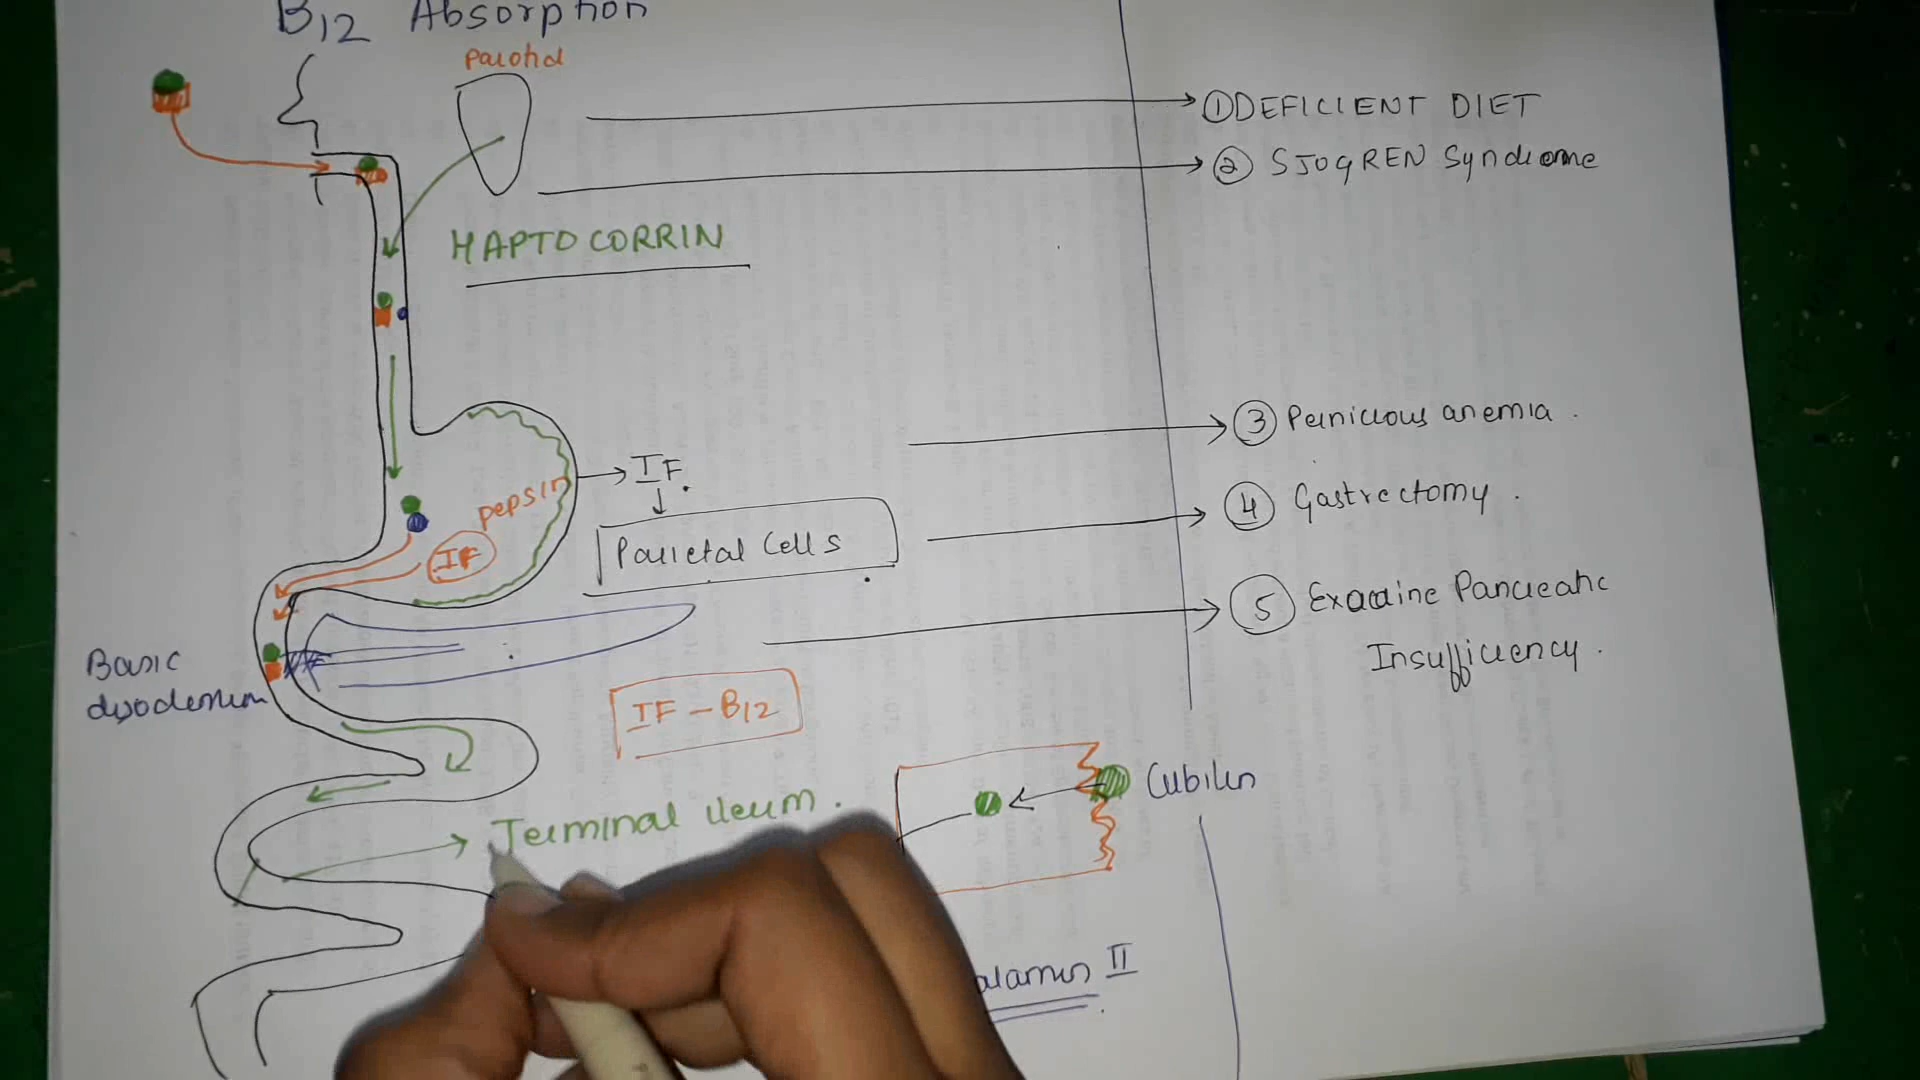 B12 Absorption
Parotid
① DEFICIENT DIET
② SJOGREN Syndrome
HAPTOCORRIN
③ Pernicious anemia .
IF.
pepsin
④ Gastrectomy .
IF
Parietal Cells
⑤ Exocrine Pancreatic
Insufficiency .
Basic
duodenum
IF - B12
Cubilin
Terminal ileum .
alamin II